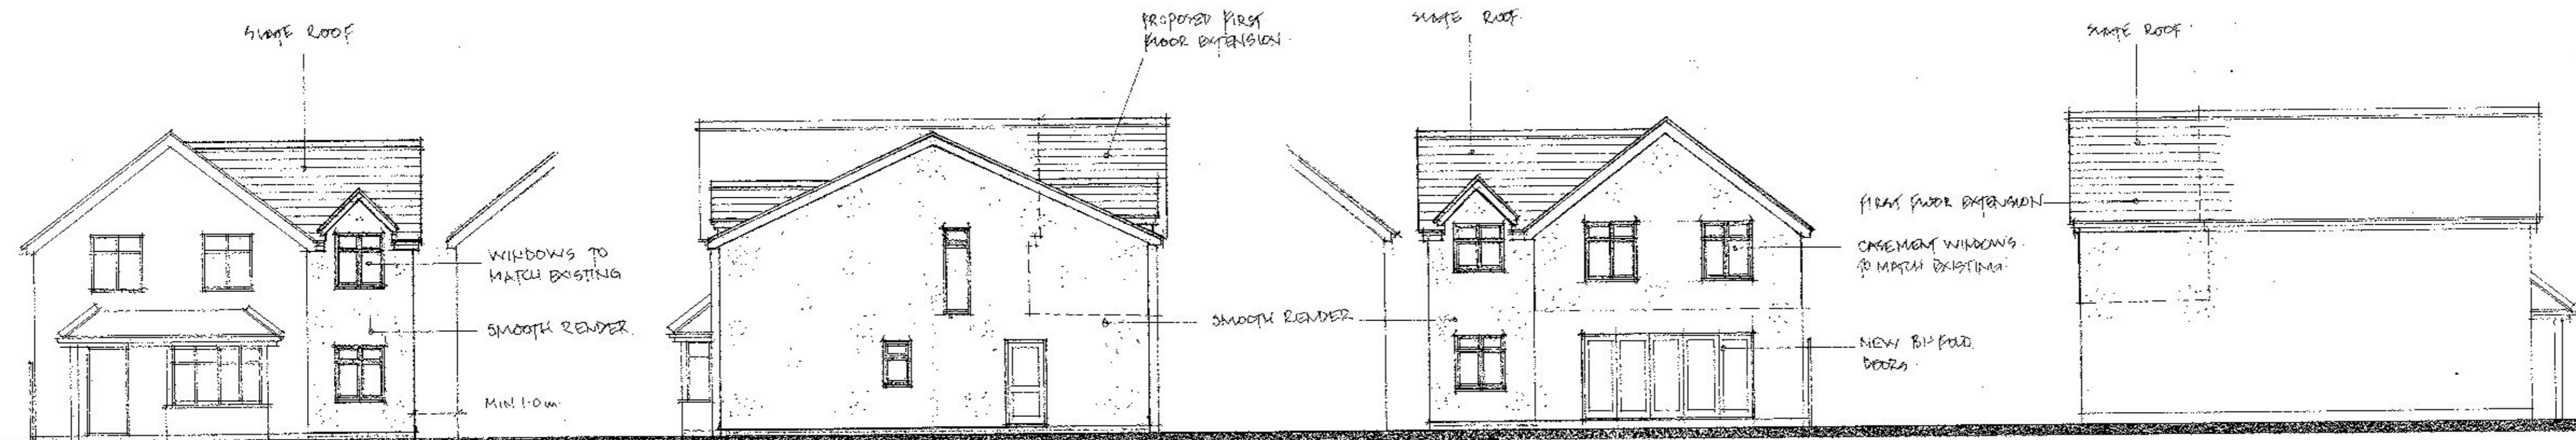 SLATE ROOF
WINDOWS TO
MATCH EXISTING
SMOOTH RENDER
MIN 1.0m
PROPOSED FIRST
FLOOR EXTENSION
SMOOTH RENDER
SLATE ROOF
CASEMENT WINDOWS
TO MATCH EXISTING
NEW BI-FOLD
DOORS
SLATE ROOF
FIRST FLOOR EXTENSION